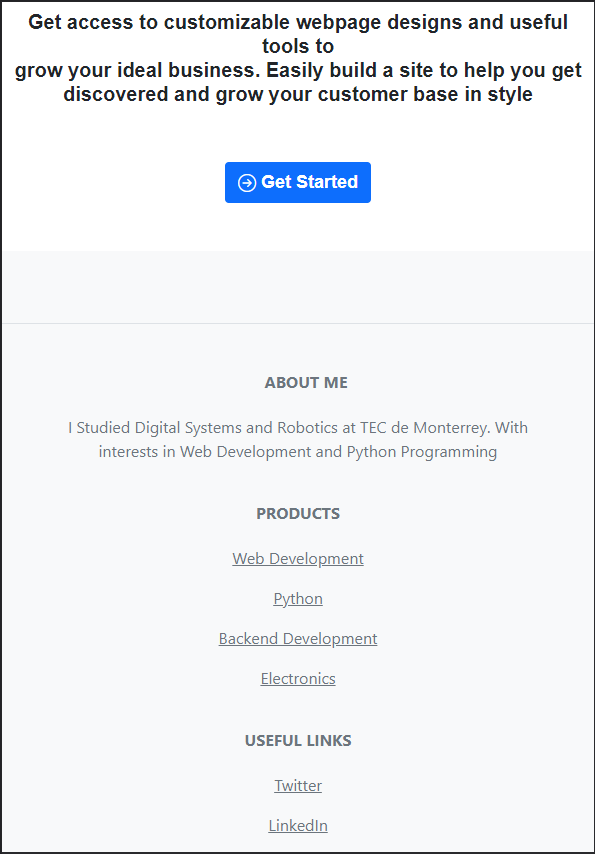 Get access to customizable webpage designs and useful
tools to
grow your ideal business. Easily build a site to help you get
discovered and grow your customer base in style
Get Started
ABOUT ME
I Studied Digital Systems and Robotics at TEC de Monterrey. With
interests in Web Development and Python Programming
PRODUCTS
Web Development
Python
Backend Development
Electronics
USEFUL LINKS
Twitter
LinkedIn